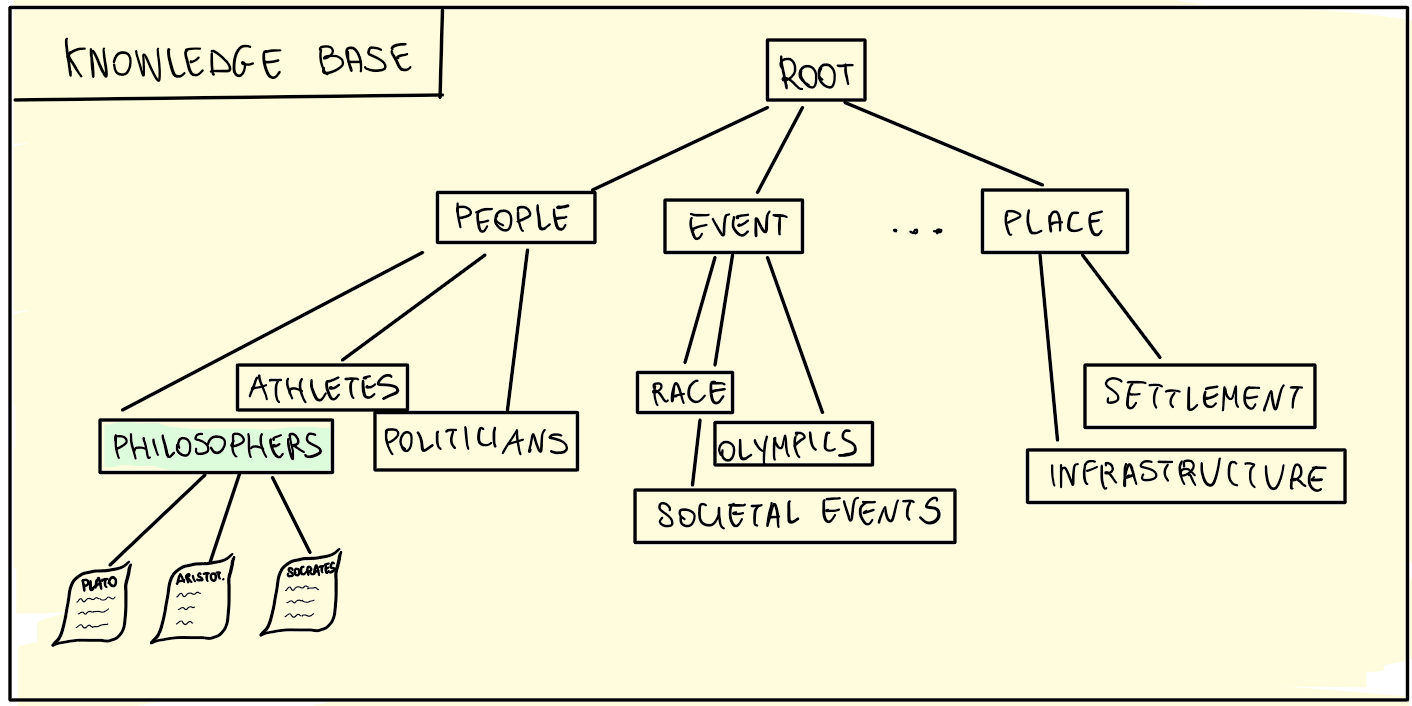 KNOWLEDGE BASE
ROOT
PEOPLE
EVENT
...
PLACE
ATHLETES
RACE
SETTLEMENT
PHILOSOPHERS
POLITICIANS
OLYMPICS
INFRASTRUCTURE
SOCIETAL EVENTS
PLATO
ARISTOT.
SOCRATES